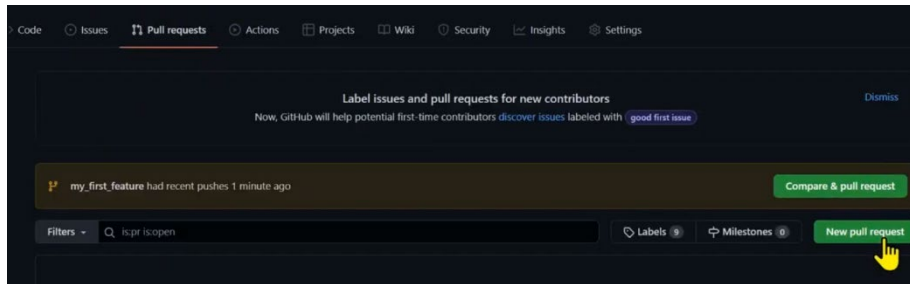 Code Issues Pull requests Actions Projects Wiki Security Insights Settings
Label issues and pull requests for new contributors
Dismiss
Now, GitHub will help potential first-time contributors discover issues labeled with good first issue
my_first_feature had recent pushes 1 minute ago
Compare & pull request
Filters is:pr is:open Labels 9 Milestones 0 New pull request